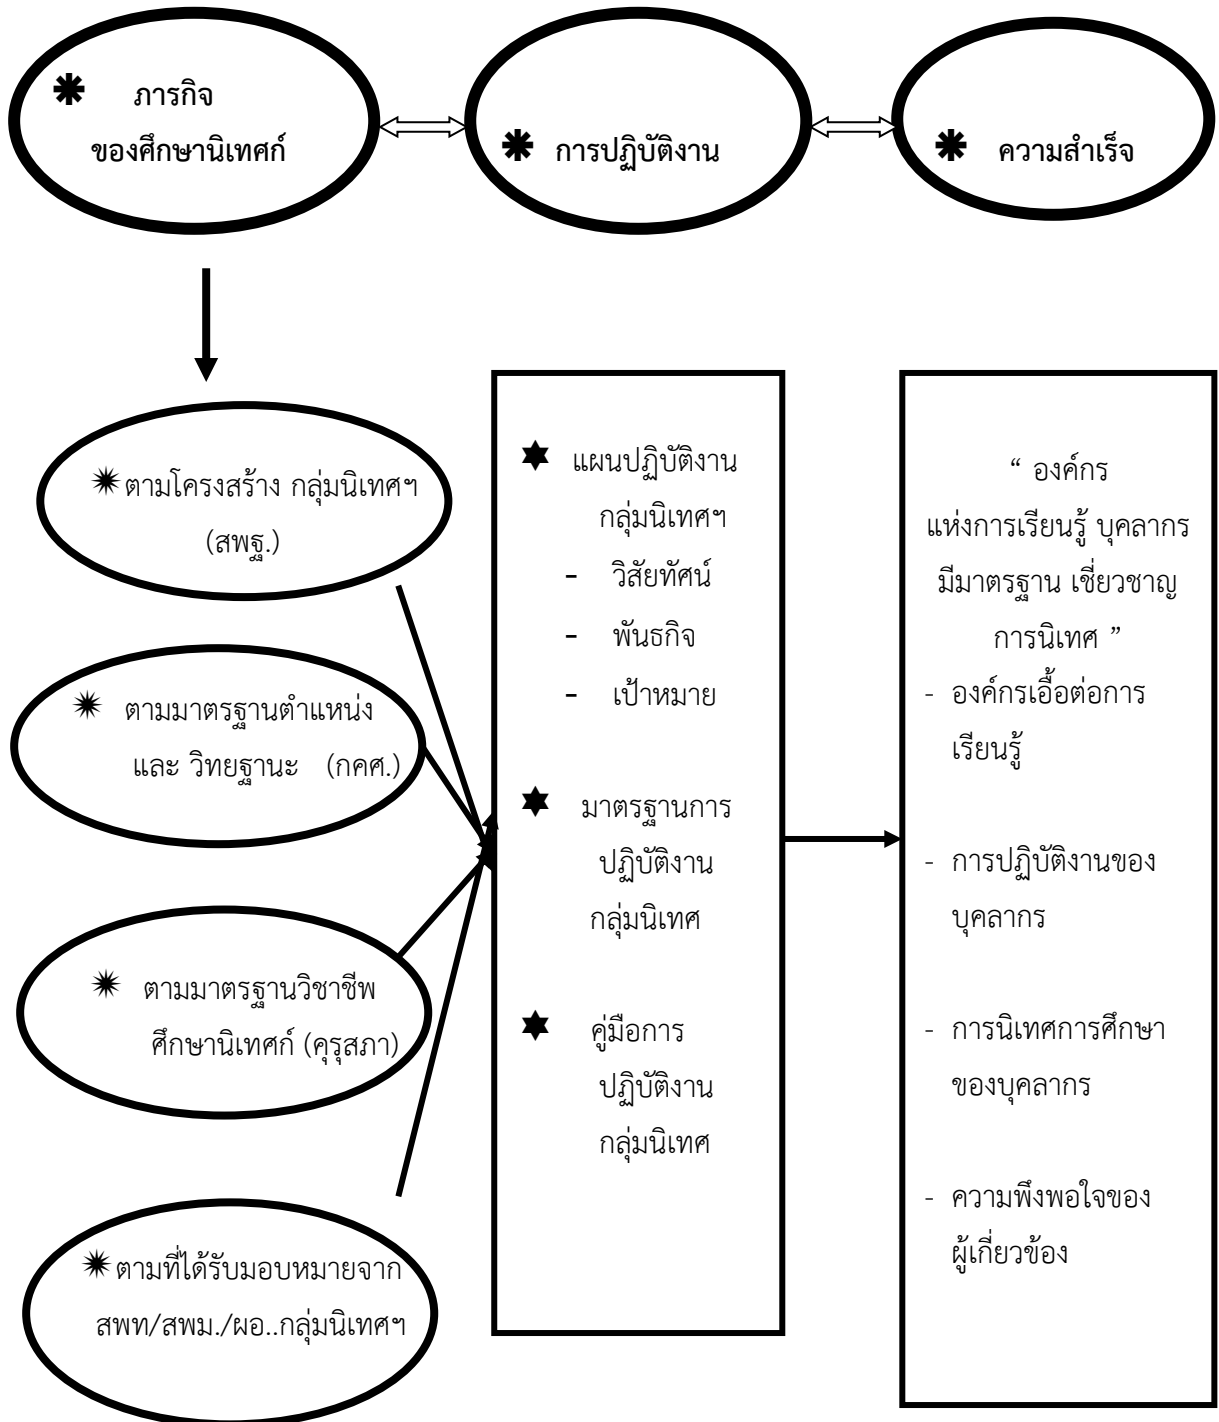 ภารกิจ
ของศึกษานิเทศก์
การปฏิบัติงาน
ความสำเร็จ
ตามโครงสร้าง กลุ่มนิเทศฯ
(สพฐ.)
ตามมาตรฐานตำแหน่ง
และ วิทยฐานะ (กคศ.)
ตามมาตรฐานวิชาชีพ
ศึกษานิเทศก์ (คุรุสภา)
ตามที่ได้รับมอบหมายจาก
สพท/สพม./ผอ..กลุ่มนิเทศฯ
แผนปฏิบัติงาน
กลุ่มนิเทศฯ
- วิสัยทัศน์
- พันธกิจ
- เป้าหมาย
มาตรฐานการ
ปฏิบัติงาน
กลุ่มนิเทศ
คู่มือการ
ปฏิบัติงาน
กลุ่มนิเทศ
“ องค์กร
แห่งการเรียนรู้ บุคลากร
มีมาตรฐาน เชี่ยวชาญ
การนิเทศ ”
- องค์กรเอื้อต่อการ
เรียนรู้
- การปฏิบัติงานของ
บุคลากร
- การนิเทศการศึกษา
ของบุคลากร
- ความพึงพอใจของ
ผู้เกี่ยวข้อง